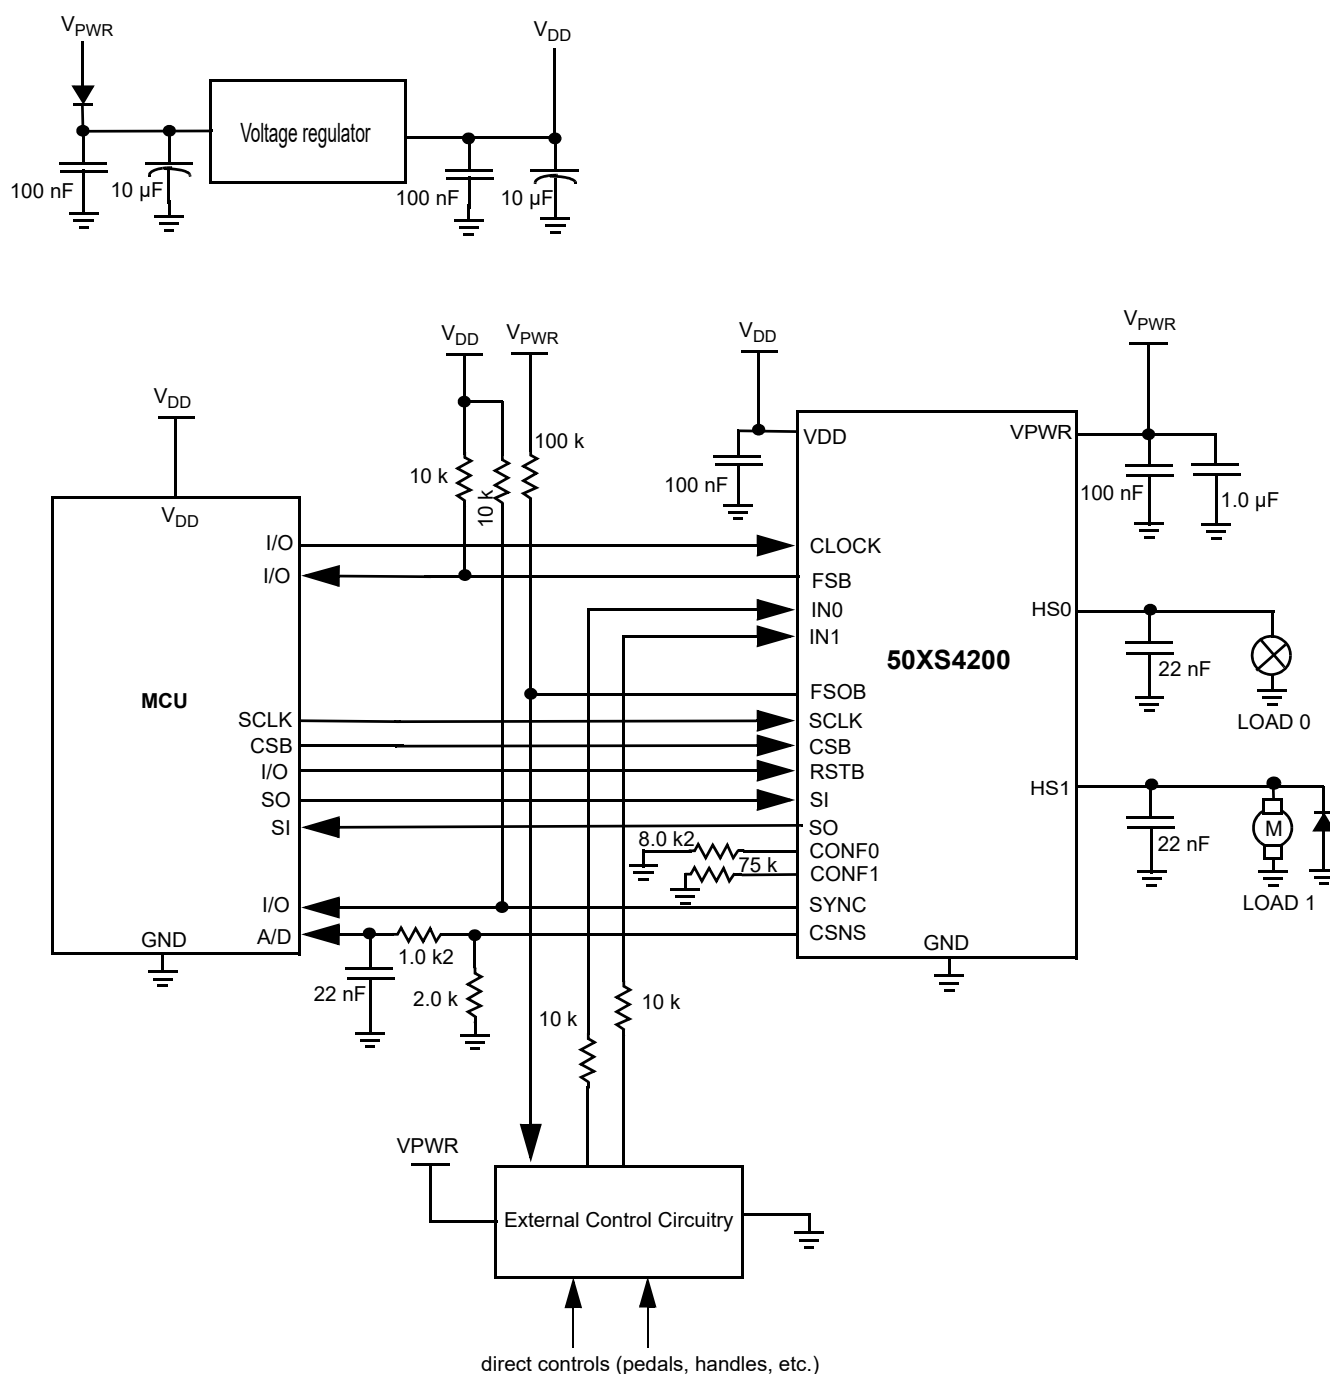 VPWR
VDD
Voltage regulator
100 nF
10 µF
100 nF
10 µF
VDD
VPWR
VDD
VPWR
VDD
100 k
10 k
10 k
VDD
VPWR
100 nF
100 nF
1.0 µF
VDD
I/O
CLOCK
I/O
FSB
IN0
HS0
IN1
50XS4200
22 nF
MCU
FSOB
SCLK
SCLK
LOAD 0
CSB
CSB
I/O
RSTB
HS1
SO
SI
SI
SO
M
8.0 k2
CONF0
22 nF
75 k
CONF1
I/O
SYNC
LOAD 1
A/D
CSNS
GND
GND
1.0 k2
22 nF
2.0 k
10 k
10 k
VPWR
External Control Circuitry
direct controls (pedals, handles, etc.)